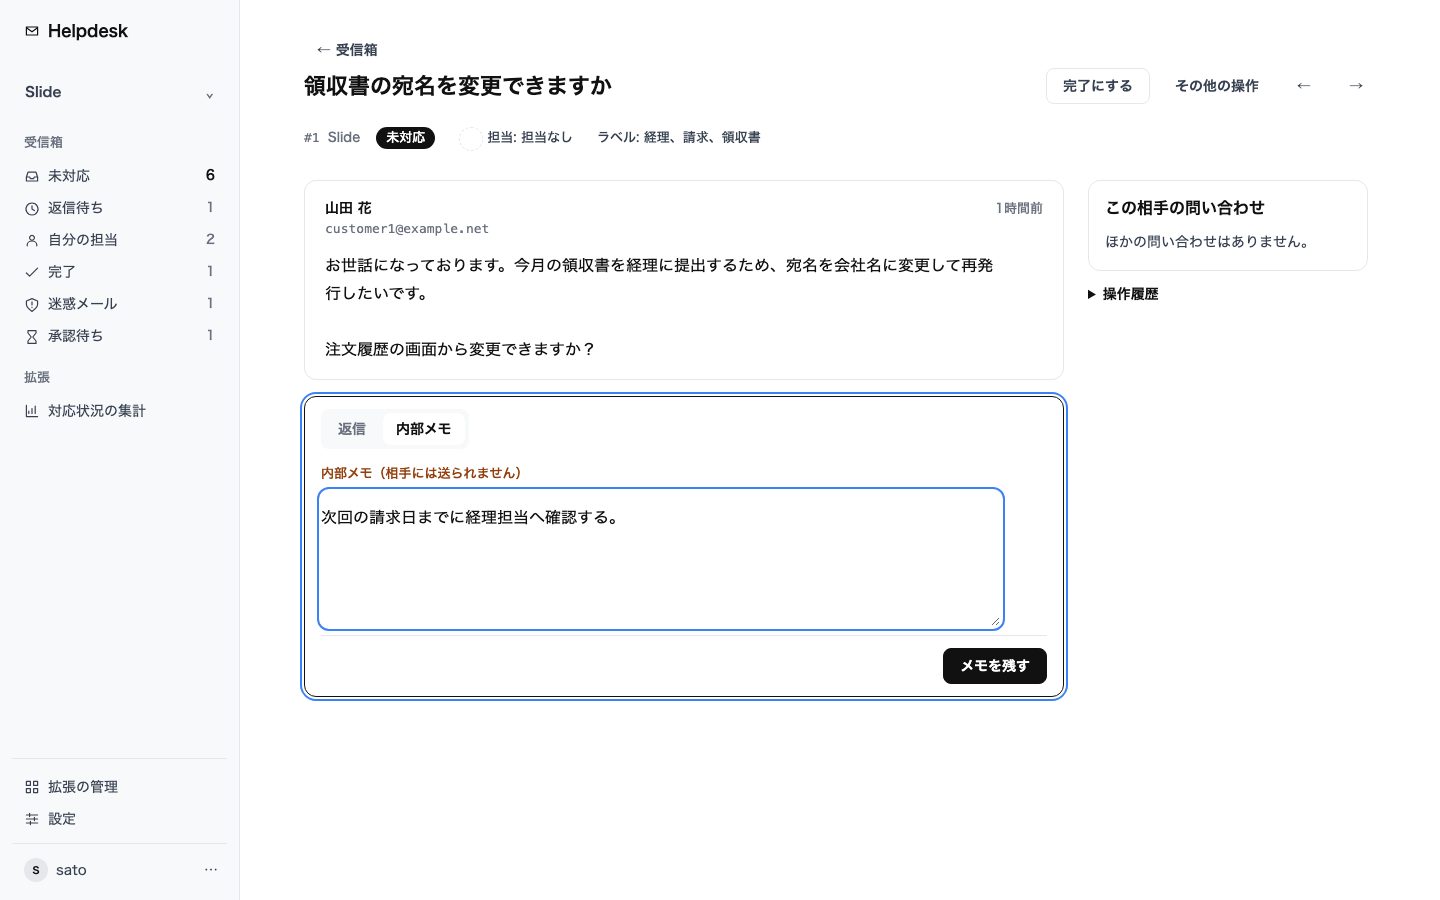 Helpdesk
Slide
受信箱
未対応 6
返信待ち 1
自分の担当 2
完了 1
迷惑メール 1
承認待ち 1
拡張
対応状況の集計
拡張の管理
設定
S sato ...
← 受信箱
領収書の宛名を変更できますか
完了にする その他の操作 ← →
#1 Slide 未対応 担当: 担当なし ラベル: 経理、請求、領収書
山田 花 1時間前
customer1@example.net
お世話になっております。今月の領収書を経理に提出するため、宛名を会社名に変更して再発
行したいです。
注文履歴の画面から変更できますか？
返信 内部メモ
内部メモ（相手には送られません）
次回の請求日までに経理担当へ確認する。
メモを残す
この相手の問い合わせ
ほかの問い合わせはありません。
▶ 操作履歴